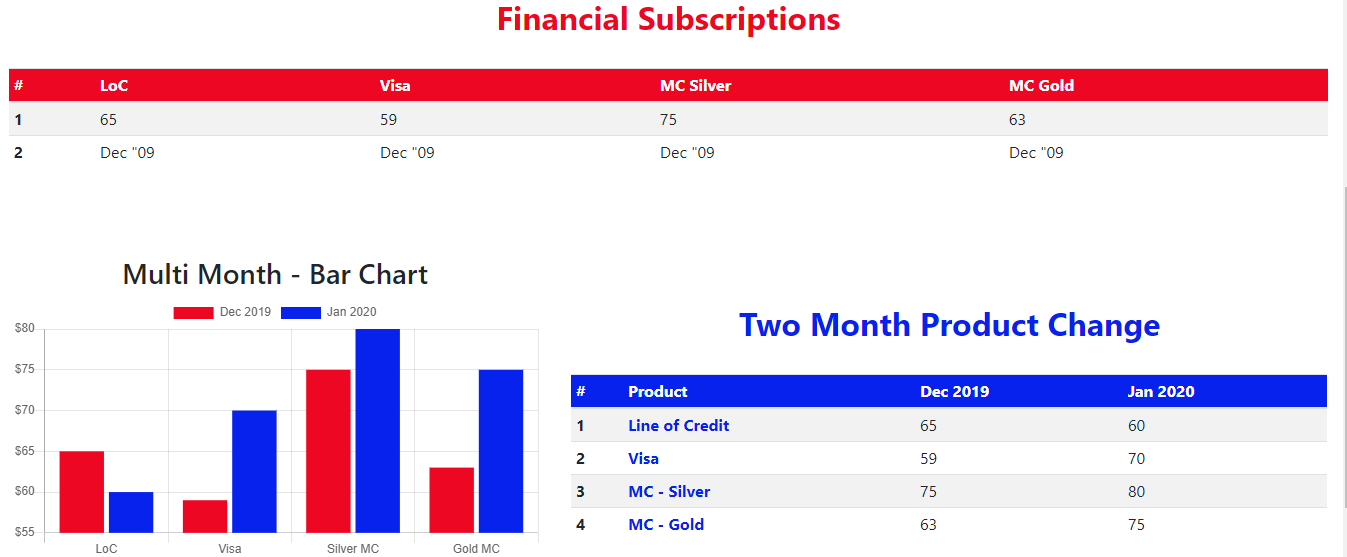 Financial Subscriptions
# LoC Visa MC Silver MC Gold
1 65 59 75 63
2 Dec "09 Dec "09 Dec "09 Dec "09
Multi Month - Bar Chart
Dec 2019 Jan 2020
$80
$75
$70
$65
$60
$55
LoC Visa Silver MC Gold MC
Two Month Product Change
# Product Dec 2019 Jan 2020
1 Line of Credit 65 60
2 Visa 59 70
3 MC - Silver 75 80
4 MC - Gold 63 75